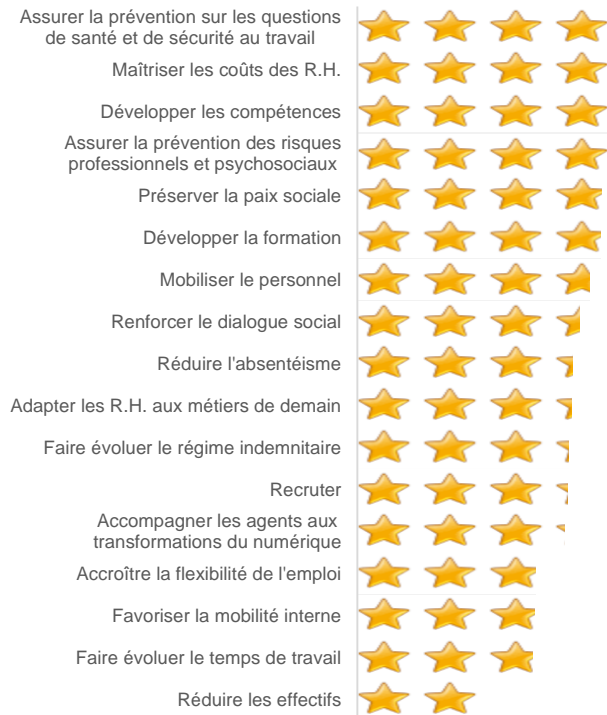 Assurer la prévention sur les questions
de santé et de sécurité au travail
Maîtriser les coûts des R.H.
Développer les compétences
Assurer la prévention des risques
professionnels et psychosociaux
Préserver la paix sociale
Développer la formation
Mobiliser le personnel
Renforcer le dialogue social
Réduire l'absentéisme
Adapter les R.H. aux métiers de demain
Faire évoluer le régime indemnitaire
Recruter
Accompagner les agents aux
transformations du numérique
Accroître la flexibilité de l'emploi
Favoriser la mobilité interne
Faire évoluer le temps de travail
Réduire les effectifs